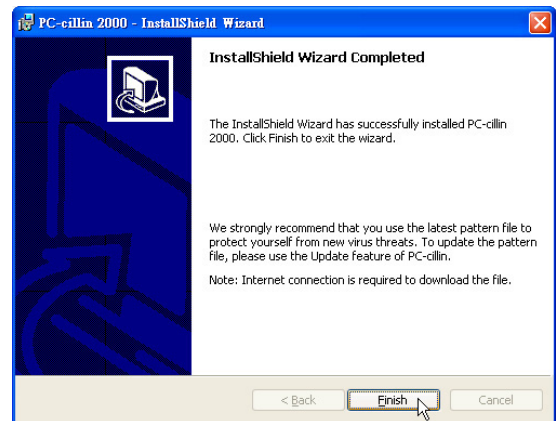 PC-cillin 2000 - InstallShield Wizard
InstallShield Wizard Completed
The InstallShield Wizard has successfully installed PC-cillin
2000. Click Finish to exit the wizard.
We strongly recommend that you use the latest pattern file to
protect yourself from new virus threats. To update the pattern
file, please use the Update feature of PC-cillin.
Note: Internet connection is required to download the file.
< Back Finish Cancel